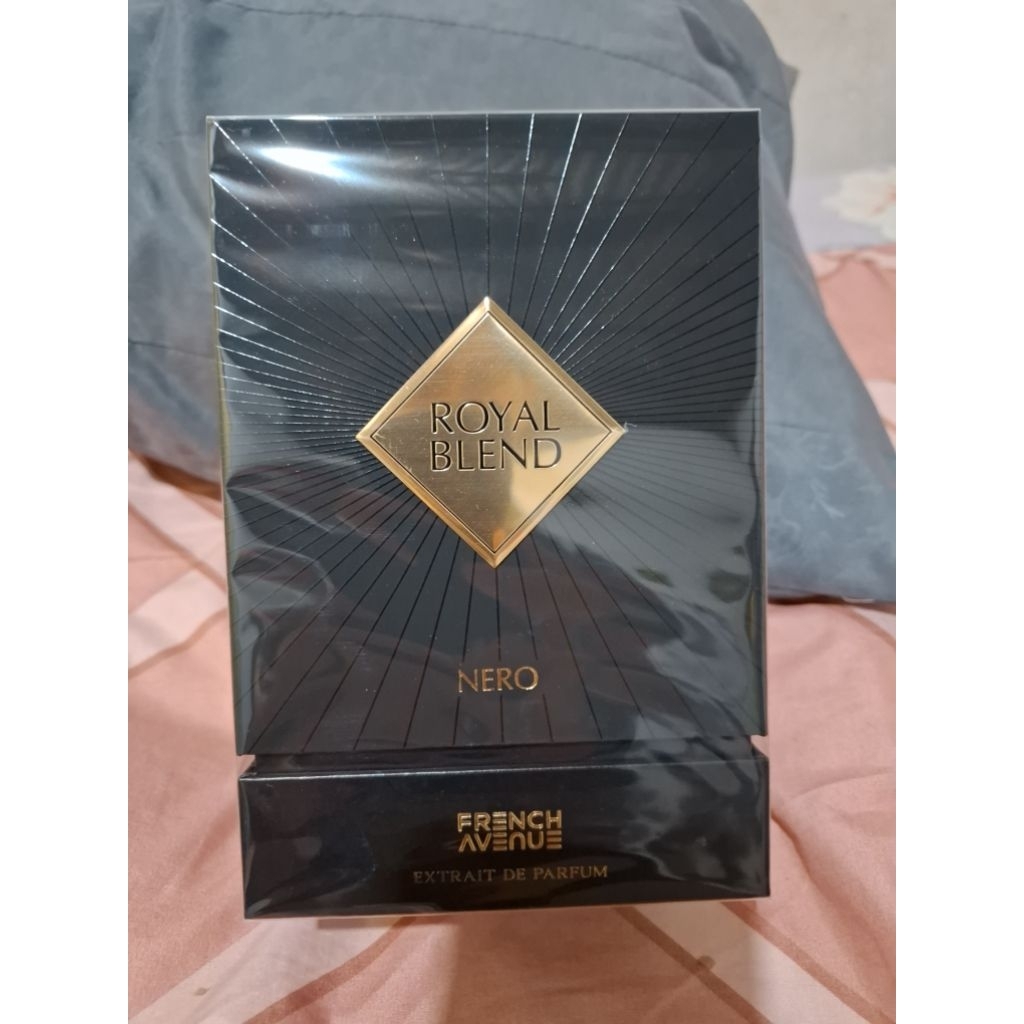 ROYAL
BLEND
NERO
FRENCH
AVENUE
EXTRAIT DE PARFUM